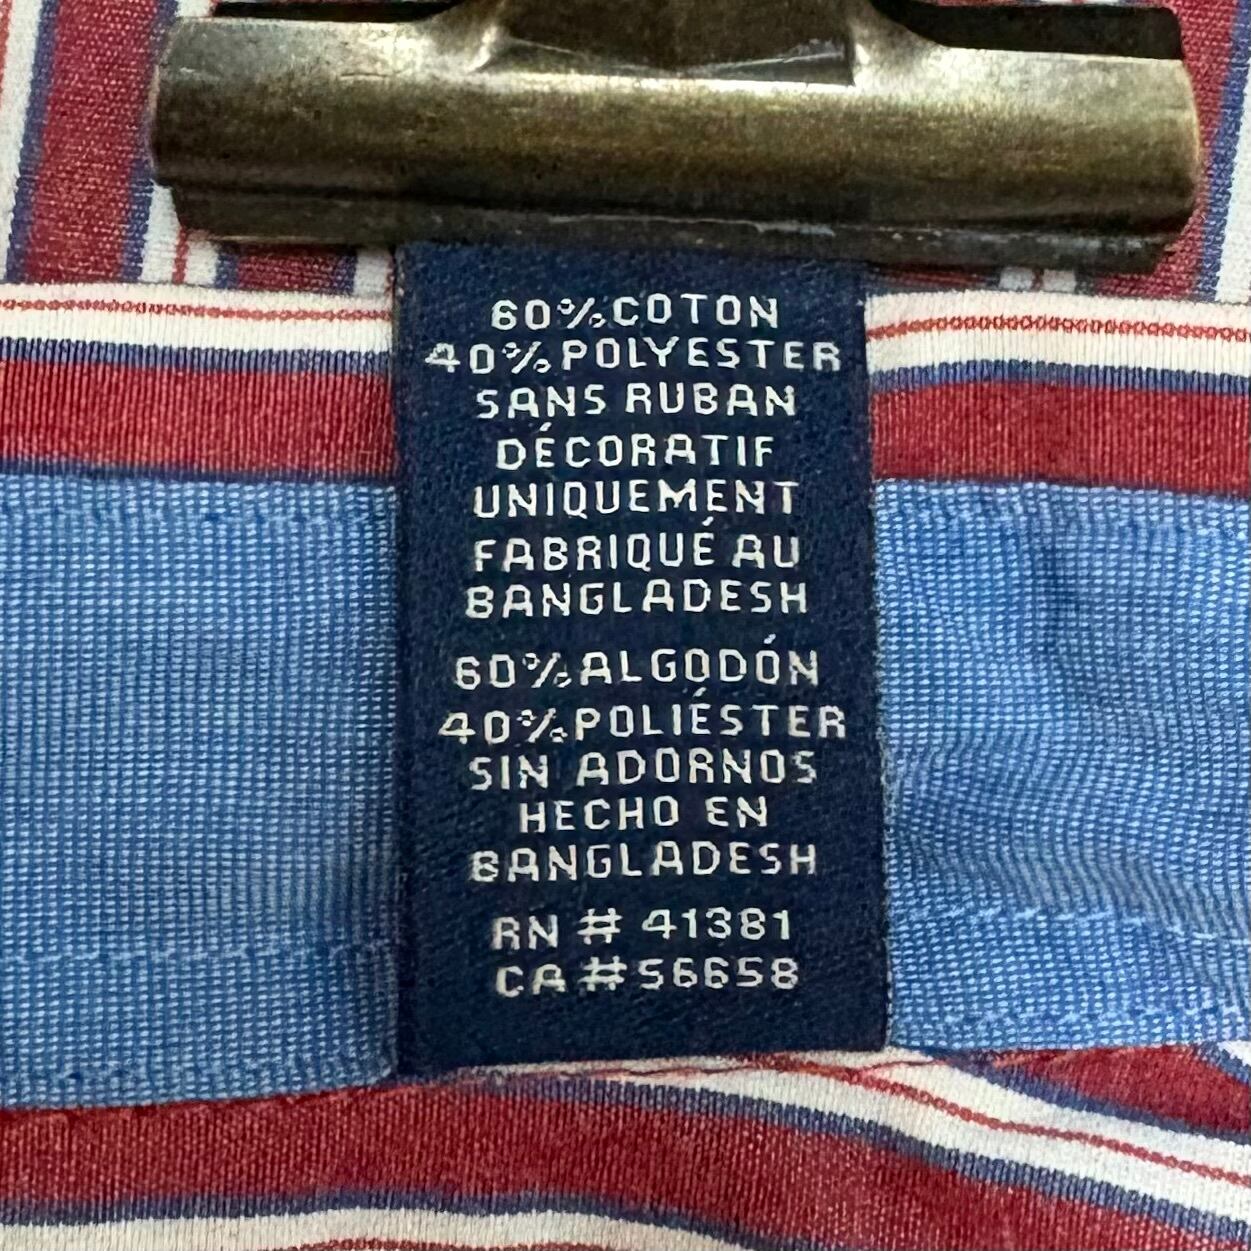 60% COTON
40% POLYESTER
SANS RUBAN
DÉCORATIF
UNIQUEMENT
FABRIQUÉ AU
BANGLADESH
60% ALGODÓN
40% POLIÉSTER
SIN ADORNOS
HECHO EN
BANGLADESH
RN # 41381
CA # 56658